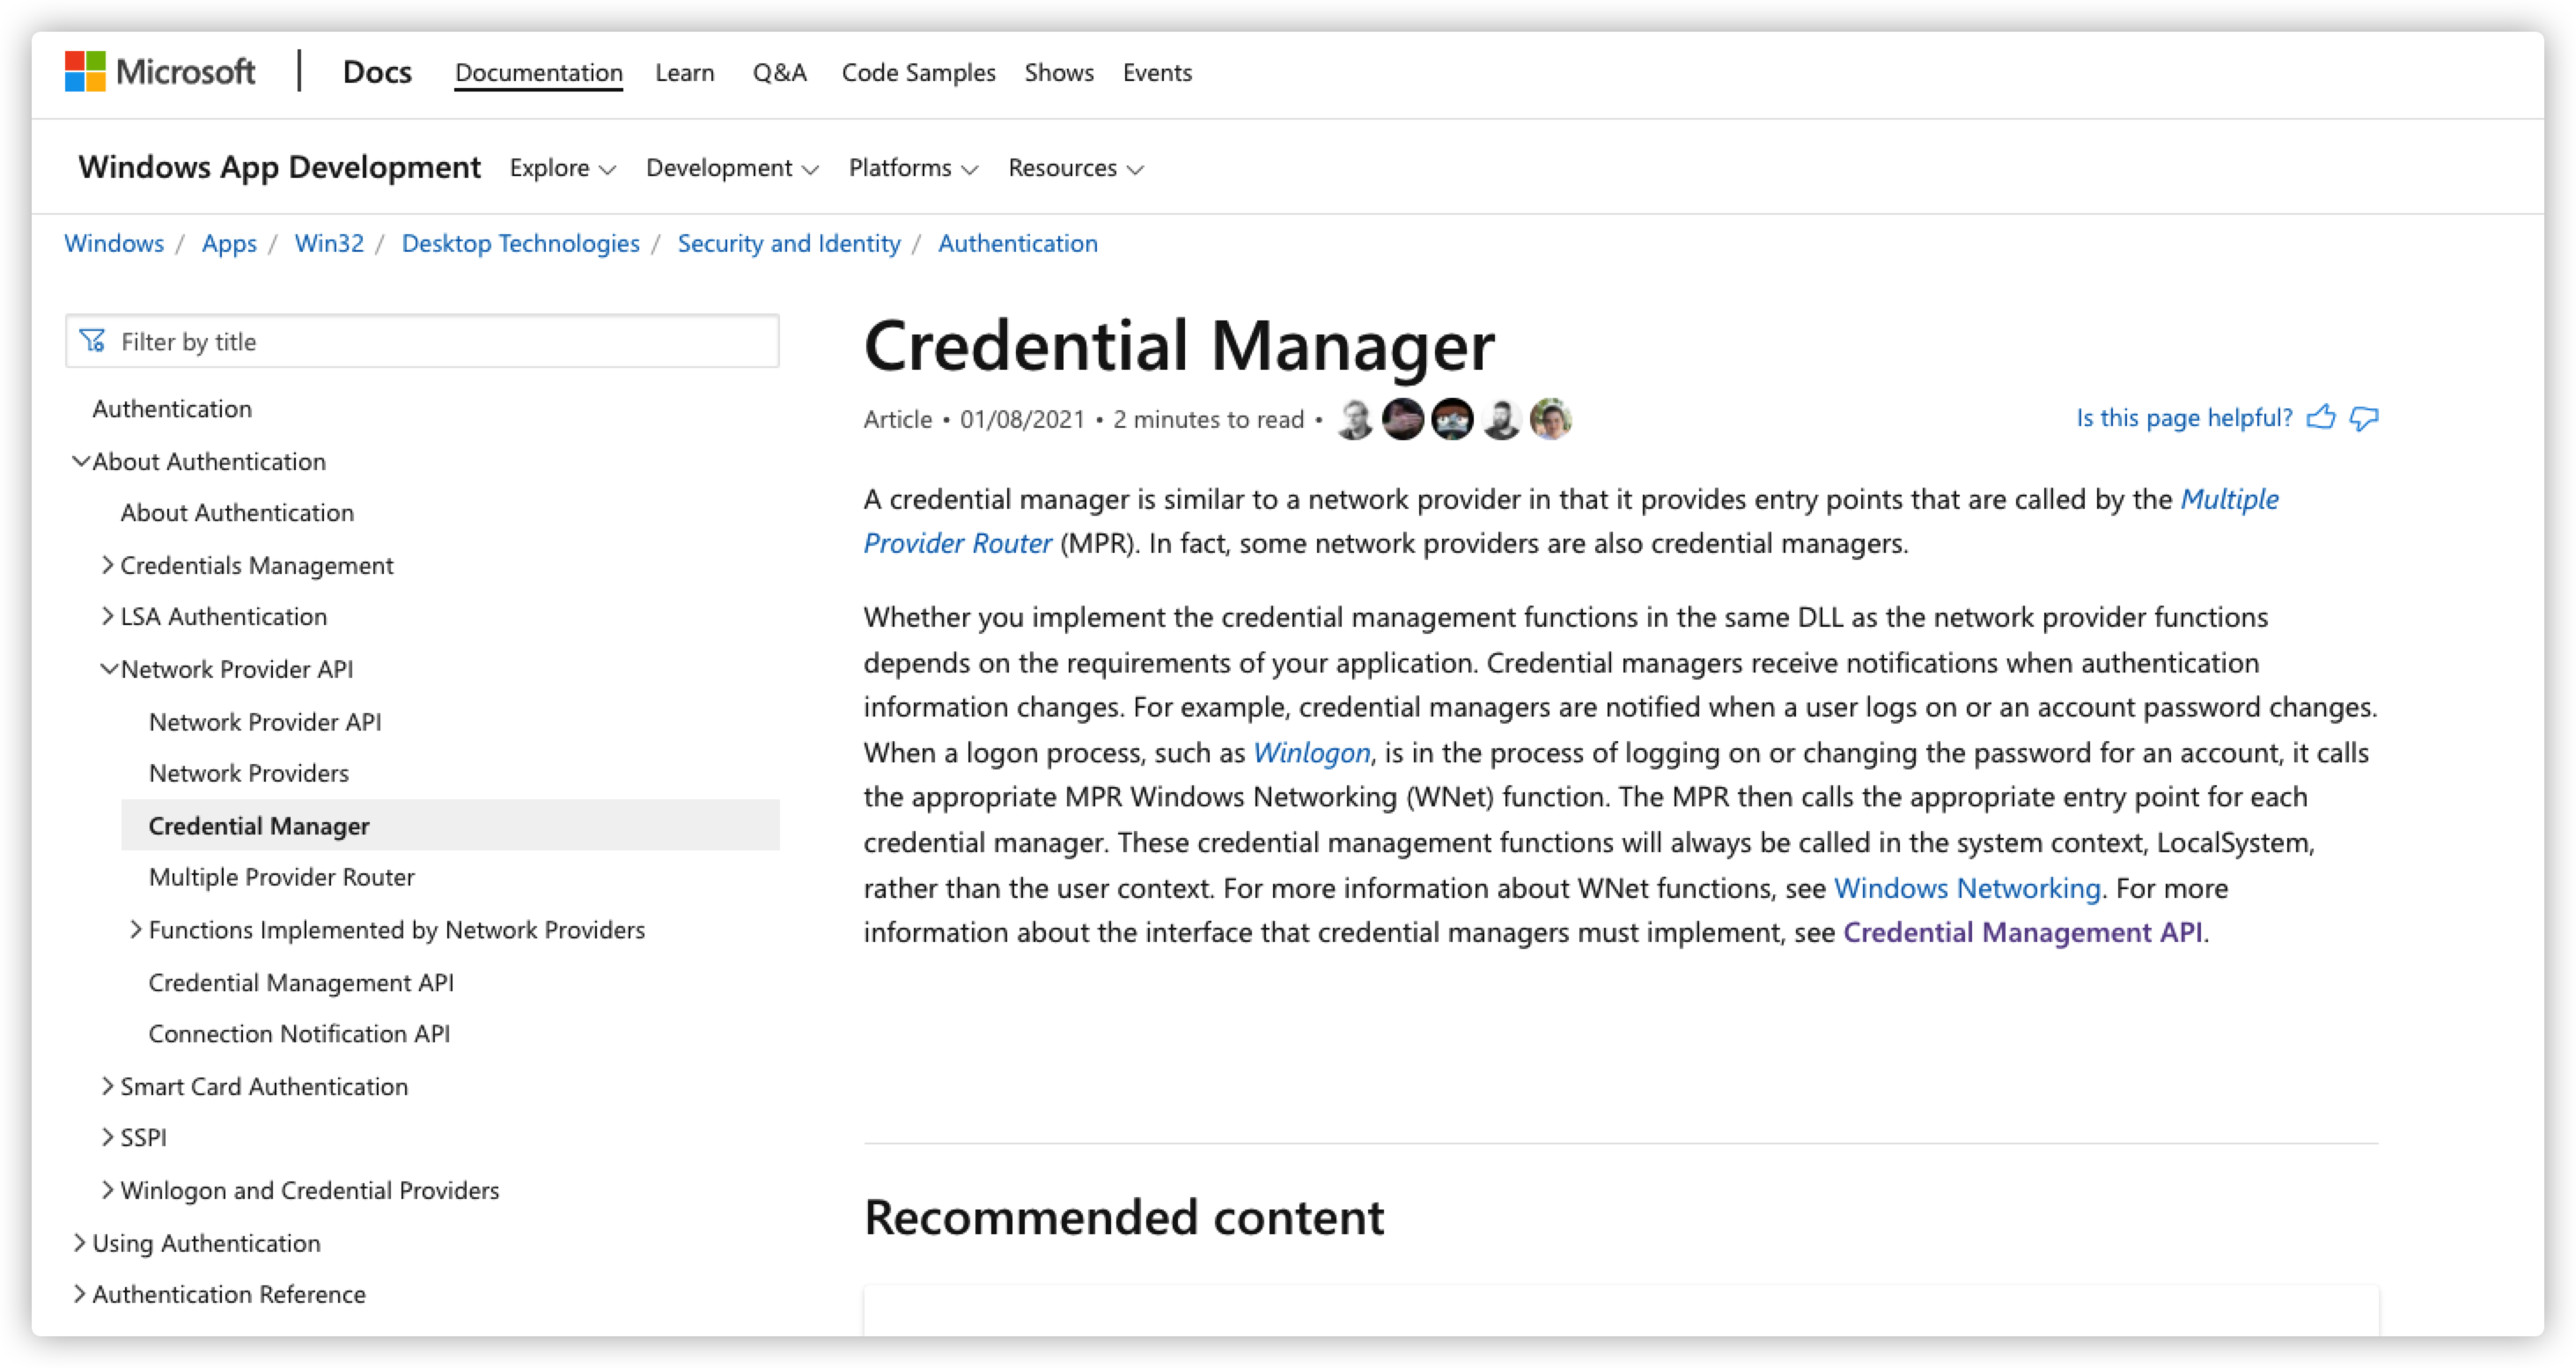 Microsoft | Docs Documentation Learn Q&A Code Samples Shows Events
Windows App Development Explore Development Platforms Resources
Windows / Apps / Win32 / Desktop Technologies / Security and Identity / Authentication
Filter by title
Authentication
About Authentication
About Authentication
Credentials Management
LSA Authentication
Network Provider API
Network Provider API
Network Providers
Credential Manager
Multiple Provider Router
Functions Implemented by Network Providers
Credential Management API
Connection Notification API
Smart Card Authentication
SSPI
Winlogon and Credential Providers
Using Authentication
Authentication Reference
Credential Manager
Article • 01/08/2021 • 2 minutes to read •
Is this page helpful?
A credential manager is similar to a network provider in that it provides entry points that are called by the Multiple
Provider Router (MPR). In fact, some network providers are also credential managers.
Whether you implement the credential management functions in the same DLL as the network provider functions
depends on the requirements of your application. Credential managers receive notifications when authentication
information changes. For example, credential managers are notified when a user logs on or an account password changes.
When a logon process, such as Winlogon, is in the process of logging on or changing the password for an account, it calls
the appropriate MPR Windows Networking (WNet) function. The MPR then calls the appropriate entry point for each
credential manager. These credential management functions will always be called in the system context, LocalSystem,
rather than the user context. For more information about WNet functions, see Windows Networking. For more
information about the interface that credential managers must implement, see Credential Management API.
Recommended content